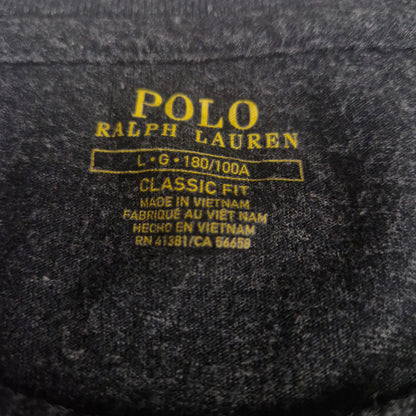 POLO
RALPH LAUREN
L • G • 180/100A
CLASSIC FIT
MADE IN VIETNAM
FABRIQUÉ AU VIÊT NAM
HECHO EN VIETNAM
RN 41381/CA 56658